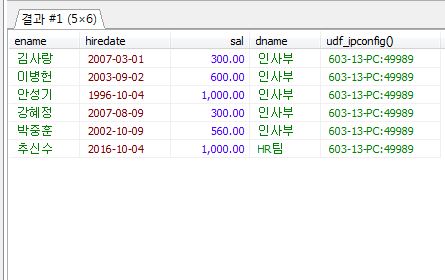 결과 #1 (5×6)
ename hiredate sal dname udf_ipconfig()
김사랑 2007-03-01 300.00 인사부 603-13-PC:49989
이병헌 2003-09-02 600.00 인사부 603-13-PC:49989
안성기 1996-10-04 1,000.00 인사부 603-13-PC:49989
강혜정 2007-08-09 300.00 인사부 603-13-PC:49989
박중훈 2002-10-09 560.00 인사부 603-13-PC:49989
추신수 2016-10-04 1,000.00 HR팀 603-13-PC:49989